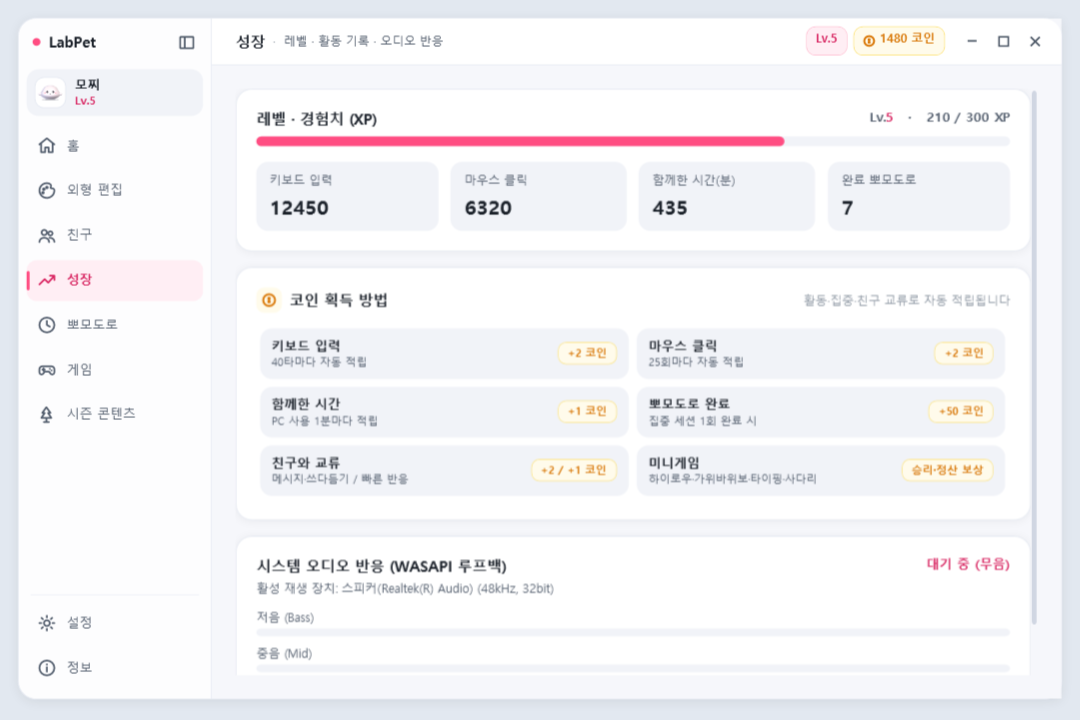 LabPet
모찌
Lv.5
홈
외형 편집
친구
성장
뽀모도로
게임
시즌 콘텐츠
설정
정보
성장 · 레벨 · 활동 기록 · 오디오 반응
Lv.5
1480 코인
레벨 · 경험치 (XP)
Lv.5 · 210 / 300 XP
키보드 입력
12450
마우스 클릭
6320
함께한 시간(분)
435
완료 뽀모도로
7
코인 획득 방법
활동·집중·친구 교류로 자동 적립됩니다
키보드 입력
40타마다 자동 적립
+2 코인
마우스 클릭
25회마다 자동 적립
+2 코인
함께한 시간
PC 사용 1분마다 적립
+1 코인
뽀모도로 완료
집중 세션 1회 완료 시
+50 코인
친구와 교류
메시지·쓰다듬기 / 빠른 반응
+2 / +1 코인
미니게임
하이로우·가위바위보·타이핑·사다리
승리·정산 보상
시스템 오디오 반응 (WASAPI 루프백)
대기 중 (무음)
활성 재생 장치: 스피커(Realtek(R) Audio) (48kHz, 32bit)
저음 (Bass)
중음 (Mid)